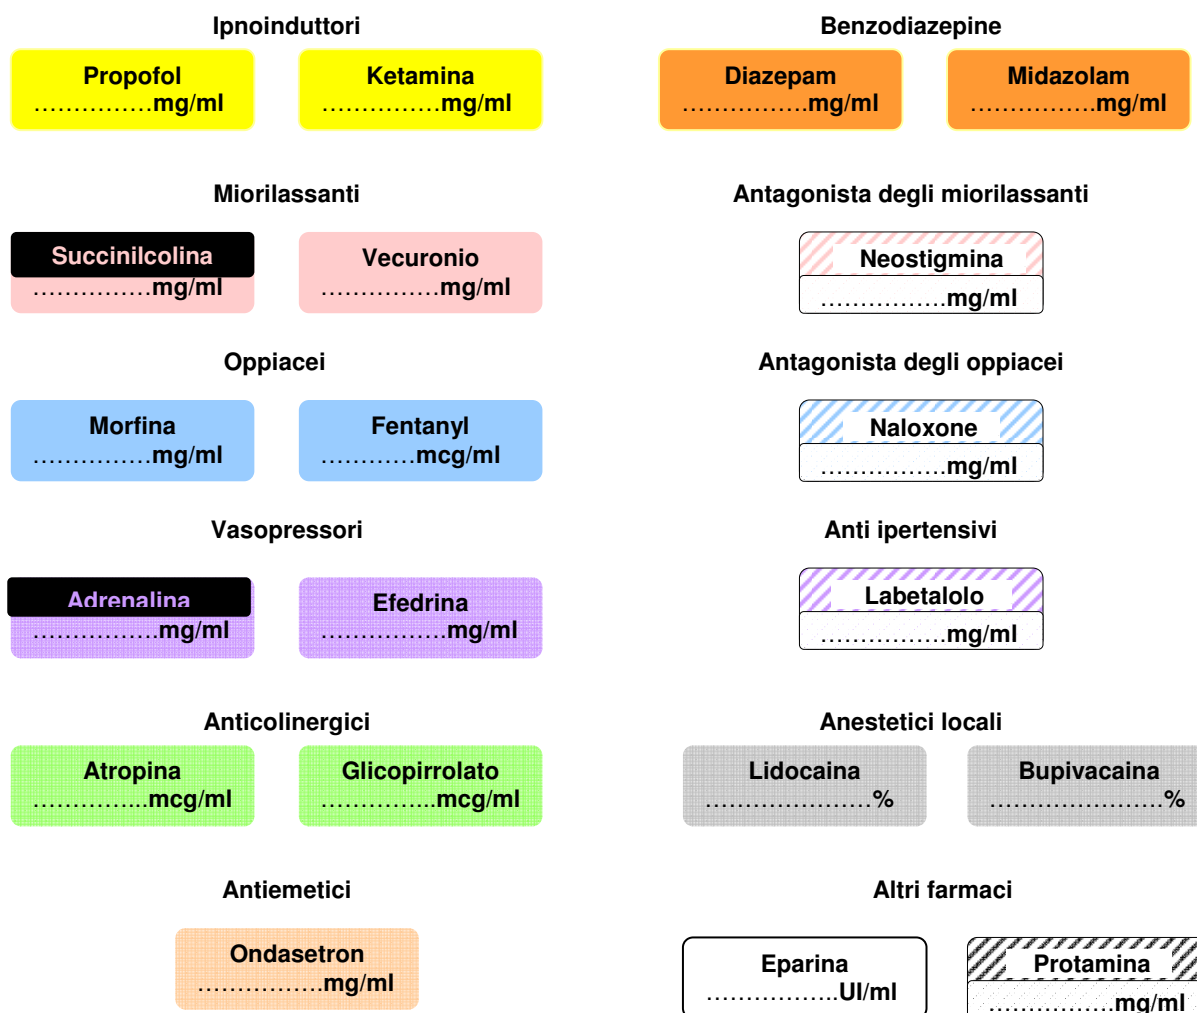 Ipnoinduttori
Benzodiazepine
Propofol
……………mg/ml
Ketamina
……………mg/ml
Diazepam
…………….mg/ml
Midazolam
…………….mg/ml
Miorilassanti
Antagonista degli miorilassanti
Succinilcolina
……………mg/ml
Vecuronio
……………mg/ml
Neostigmina
…………….mg/ml
Oppiacei
Antagonista degli oppiacei
Morfina
……………mg/ml
Fentanyl
…………mcg/ml
Naloxone
…………….mg/ml
Vasopressori
Anti ipertensivi
Adrenalina
…………….mg/ml
Efedrina
…………….mg/ml
Labetalolo
…………….mg/ml
Anticolinergici
Anestetici locali
Atropina
…………...mcg/ml
Glicopirrolato
…………..mcg/ml
Lidocaina
…………………%
Bupivacaina
………………….%
Antiemetici
Altri farmaci
Ondasetron
…………….mg/ml
Eparina
……………..UI/ml
Protamina
…………….mg/ml